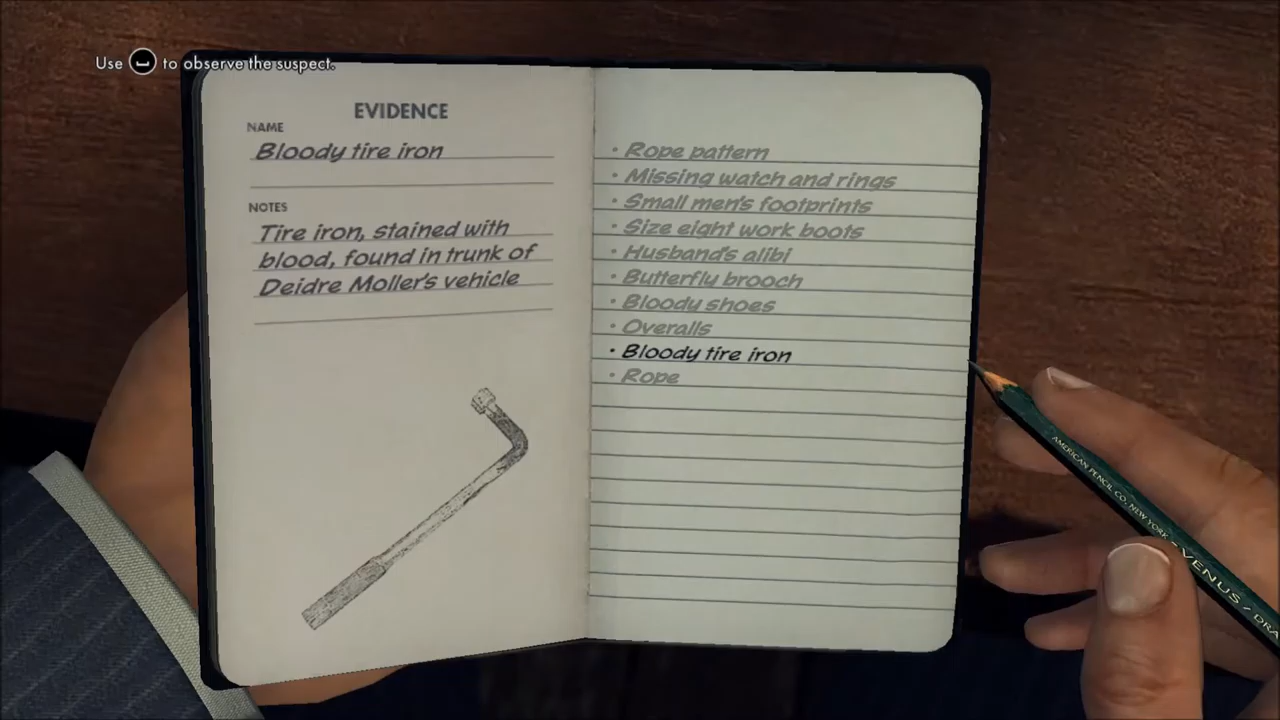 Use to observe the suspect.
EVIDENCE
NAME
Bloody tire iron
NOTES
Tire iron, stained with
blood, found in trunk of
Deidre Moller's vehicle
• Rope pattern
• Missing watch and rings
• Small men's footprints
• Size eight work boots
• Husband's alibi
• Butterfly brooch
• Bloody shoes
• Overalls
• Bloody tire iron
• Rope
AMERICAN PENCIL CO. NEW YORK VENUS / DRA